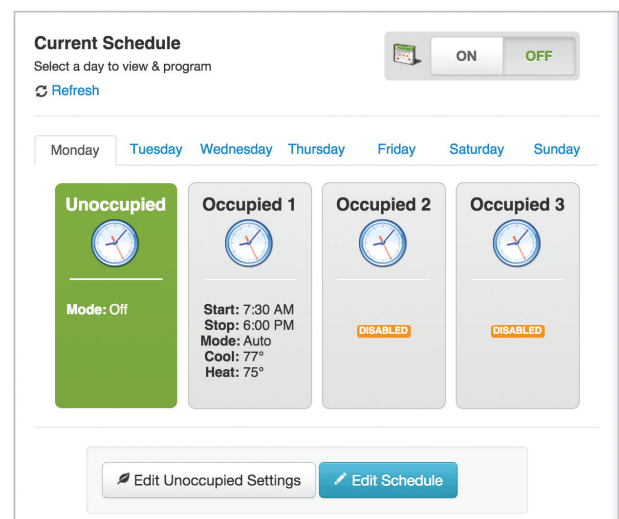 Current Schedule
Select a day to view & program
Refresh
ON OFF
Monday Tuesday Wednesday Thursday Friday Saturday Sunday
Unoccupied
Mode: Off
Occupied 1
Start: 7:30 AM
Stop: 6:00 PM
Mode: Auto
Cool: 77°
Heat: 75°
Occupied 2
DISABLED
Occupied 3
DISABLED
Edit Unoccupied Settings Edit Schedule